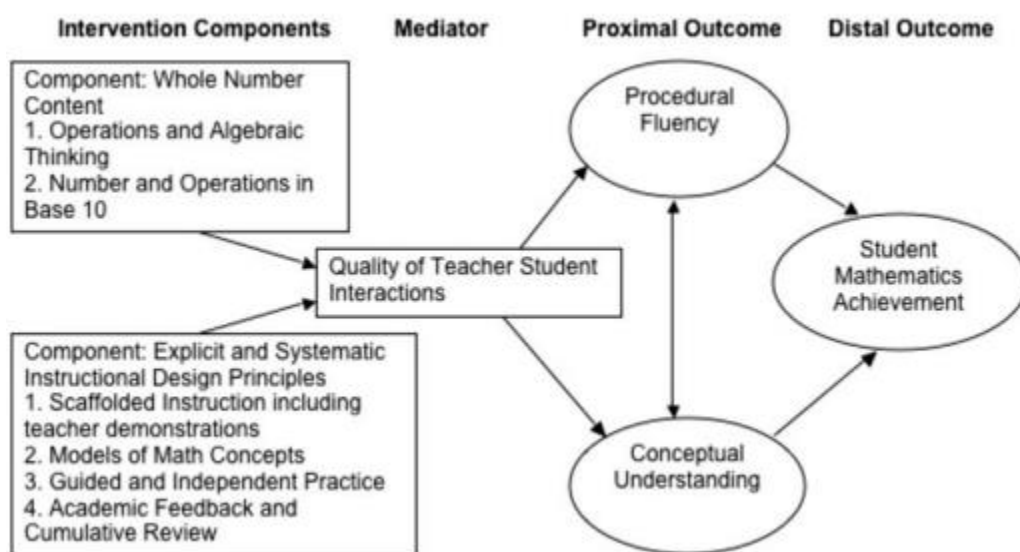 Intervention Components Mediator Proximal Outcome Distal Outcome
Component: Whole Number
Content
1. Operations and Algebraic
Thinking
2. Number and Operations in
Base 10
Component: Explicit and Systematic
Instructional Design Principles
1. Scaffolded Instruction including
teacher demonstrations
2. Models of Math Concepts
3. Guided and Independent Practice
4. Academic Feedback and
Cumulative Review
Quality of Teacher Student
Interactions
Procedural
Fluency
Conceptual
Understanding
Student
Mathematics
Achievement